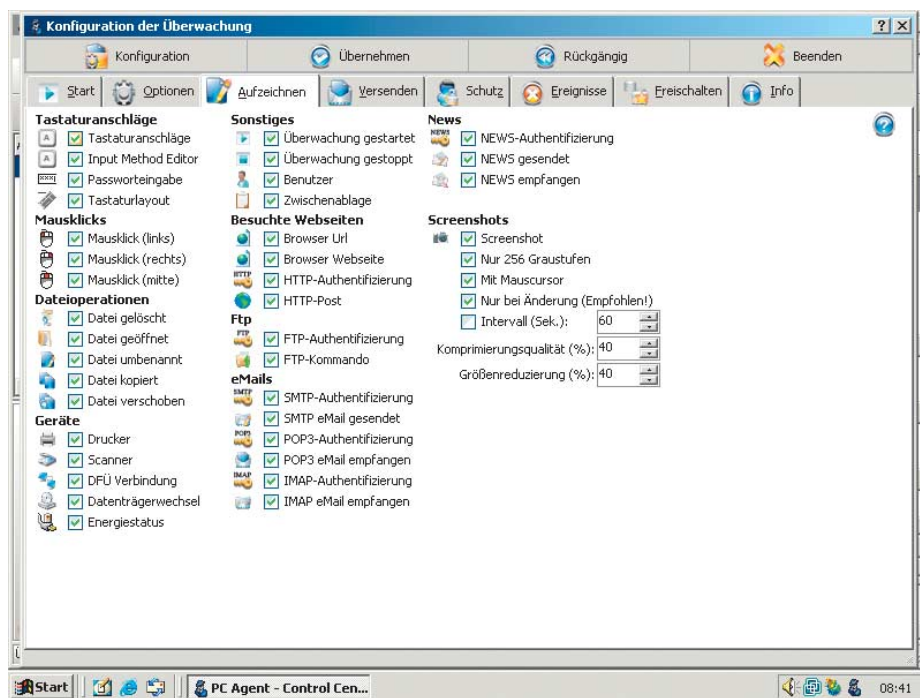 Konfiguration der Überwachung
Konfiguration
Übernehmen
Rückgängig
Beenden
Start
Optionen
Aufzeichnen
Versenden
Schutz
Ereignisse
Freischalten
Info
Tastaturanschläge
Tastaturanschläge
Input Method Editor
Passworteingabe
Tastaturlayout
Mausklicks
Mausklick (links)
Mausklick (rechts)
Mausklick (mitte)
Dateioperationen
Datei gelöscht
Datei geöffnet
Datei umbenannt
Datei kopiert
Datei verschoben
Geräte
Drucker
Scanner
DFÜ Verbindung
Datenträgerwechsel
Energiestatus
Sonstiges
Überwachung gestartet
Überwachung gestoppt
Benutzer
Zwischenablage
Besuchte Webseiten
Browser Url
Browser Webseite
HTTP HTTP-Authentifizierung
HTTP-Post
Ftp
FTP FTP-Authentifizierung
FTP-Kommando
eMails
SMTP SMTP-Authentifizierung
SMTP eMail gesendet
POP3 POP3-Authentifizierung
POP3 eMail empfangen
IMAP IMAP-Authentifizierung
IMAP eMail empfangen
News
NEWS NEWS-Authentifizierung
NEWS gesendet
NEWS empfangen
Screenshots
Screenshot
Nur 256 Graustufen
Mit Mauscursor
Nur bei Änderung (Empfohlen!)
Intervall (Sek.): 60
Komprimierungsqualität (%): 40
Größenreduzierung (%): 40
Start
PC Agent - Control Cen...
08:41